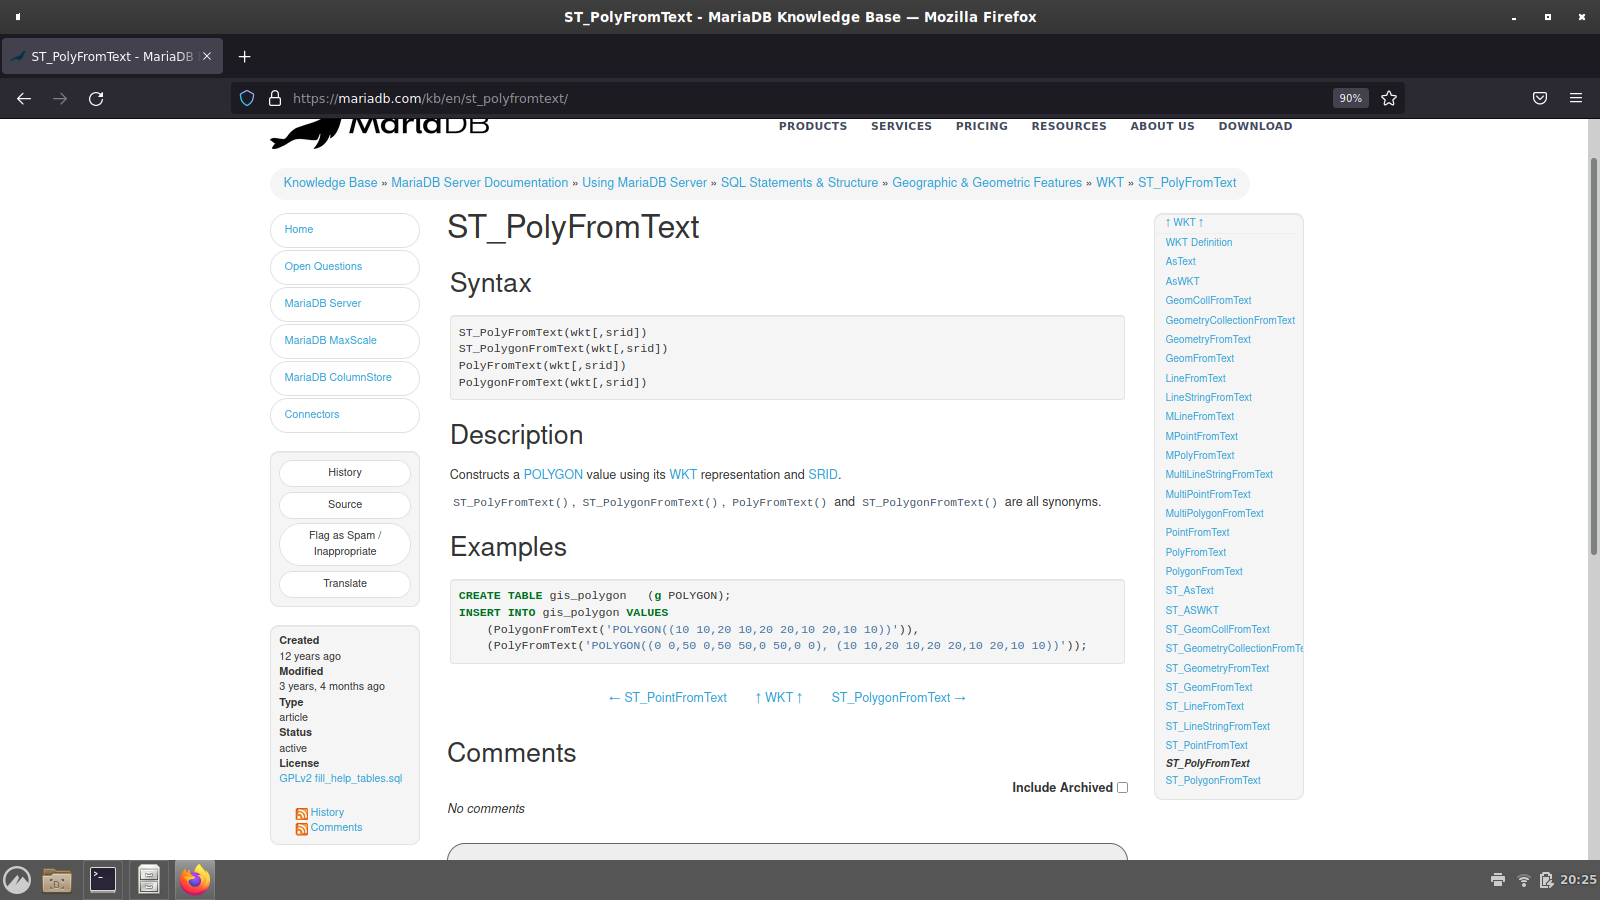 ST_PolyFromText - MariaDB Knowledge Base — Mozilla Firefox
ST_PolyFromText - MariaDB
https://mariadb.com/kb/en/st_polyfromtext/
90%
MariaDB
PRODUCTS SERVICES PRICING RESOURCES ABOUT US DOWNLOAD
Knowledge Base » MariaDB Server Documentation » Using MariaDB Server » SQL Statements & Structure » Geographic & Geometric Features » WKT » ST_PolyFromText
Home
Open Questions
MariaDB Server
MariaDB MaxScale
MariaDB ColumnStore
Connectors
History
Source
Flag as Spam /
Inappropriate
Translate
Created
12 years ago
Modified
3 years, 4 months ago
Type
article
Status
active
License
GPLv2 fill_help_tables.sql
History
Comments
ST_PolyFromText
Syntax
ST_PolyFromText(wkt[,srid])
ST_PolygonFromText(wkt[,srid])
PolyFromText(wkt[,srid])
PolygonFromText(wkt[,srid])
Description
Constructs a POLYGON value using its WKT representation and SRID.
ST_PolyFromText(), ST_PolygonFromText(), PolyFromText() and ST_PolygonFromText() are all synonyms.
Examples
CREATE TABLE gis_polygon   (g POLYGON);
INSERT INTO gis_polygon VALUES
    (PolygonFromText('POLYGON((10 10,20 10,20 20,10 20,10 10))')),
    (PolyFromText('POLYGON((0 0,50 0,50 50,0 50,0 0), (10 10,20 10,20 20,10 20,10 10))'));
← ST_PointFromText ↑ WKT ↑ ST_PolygonFromText →
Comments
Include Archived
No comments
↑ WKT ↑
WKT Definition
AsText
AsWKT
GeomCollFromText
GeometryCollectionFromText
GeometryFromText
GeomFromText
LineFromText
LineStringFromText
MLineFromText
MPointFromText
MPolyFromText
MultiLineStringFromText
MultiPointFromText
MultiPolygonFromText
PointFromText
PolyFromText
PolygonFromText
ST_AsText
ST_ASWKT
ST_GeomCollFromText
ST_GeometryCollectionFromTe
ST_GeometryFromText
ST_GeomFromText
ST_LineFromText
ST_LineStringFromText
ST_PointFromText
ST_PolyFromText
ST_PolygonFromText
20:25